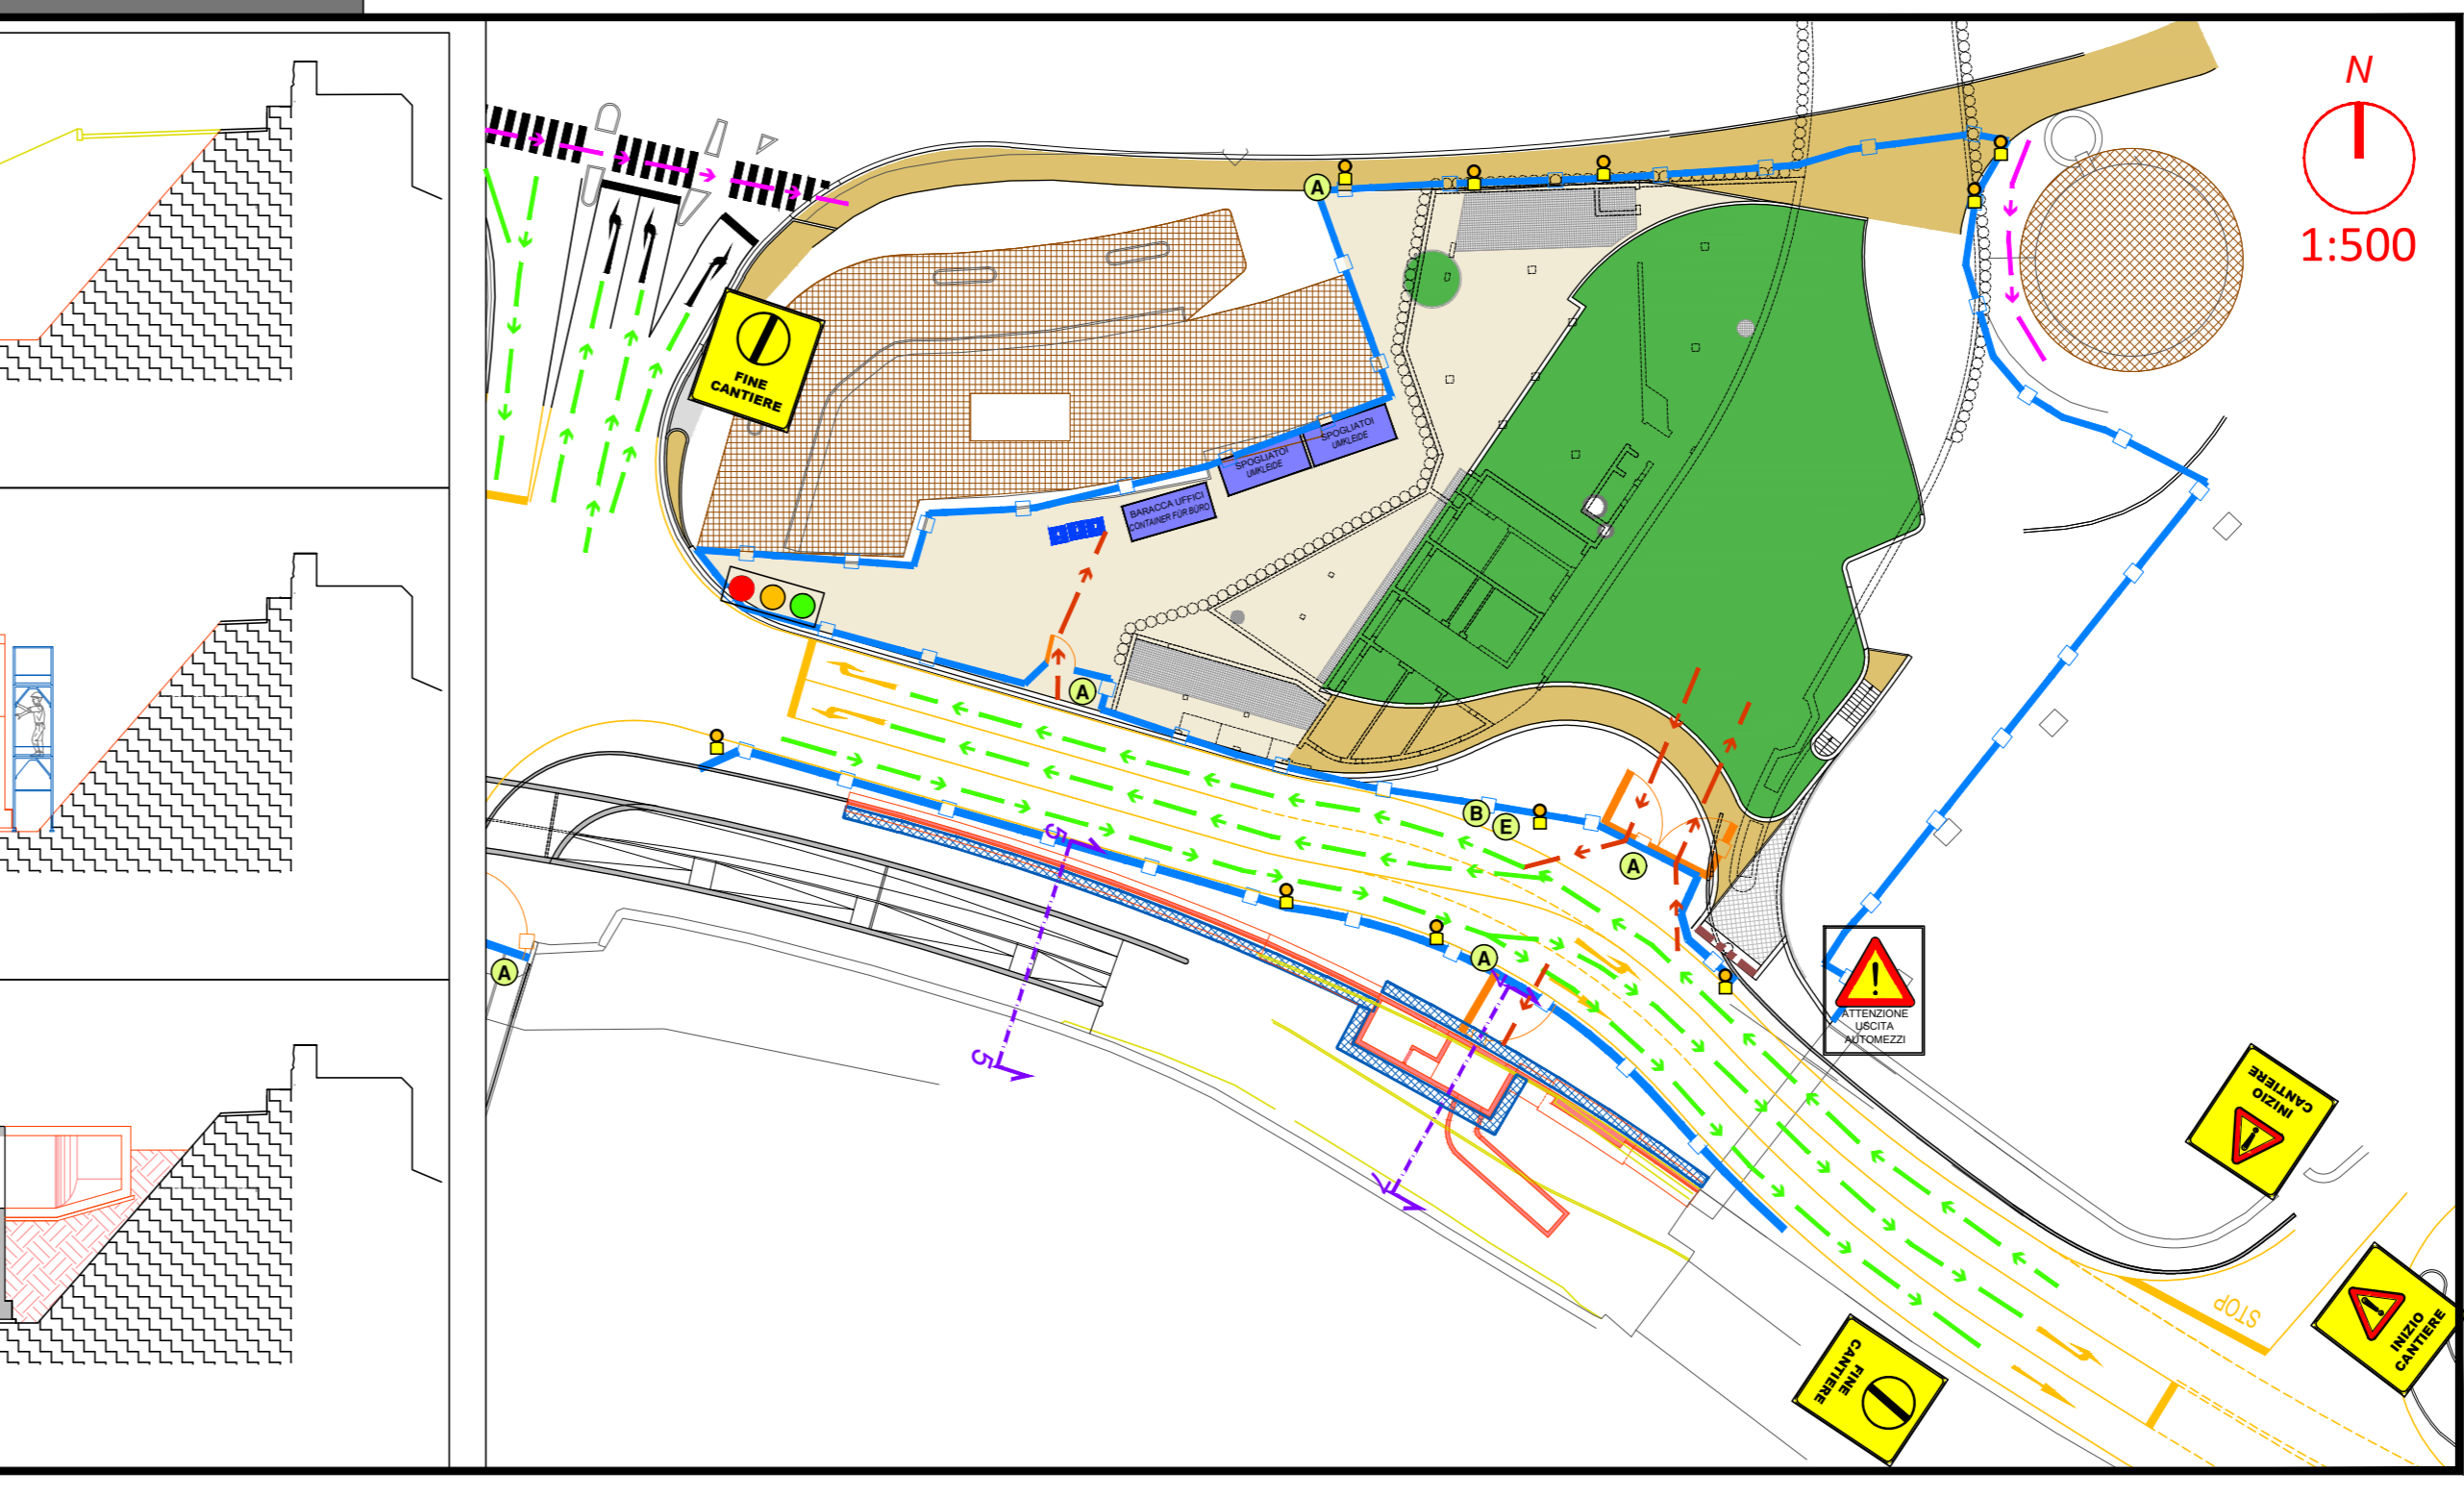 N
1:500
A
FINE
CANTIERE
SPOGLIATOI
UMKLEIDE
SPOGLIATOI
UMKLEIDE
BARACCA UFFICI
CONTAINER FÜR BÜRO
A
B
E
A
5
A
A
5
ATTENZIONE
USCITA
AUTOMEZZI
INIZIO
CANTIERE
STOP
INIZIO
CANTIERE
FINE
CANTIERE